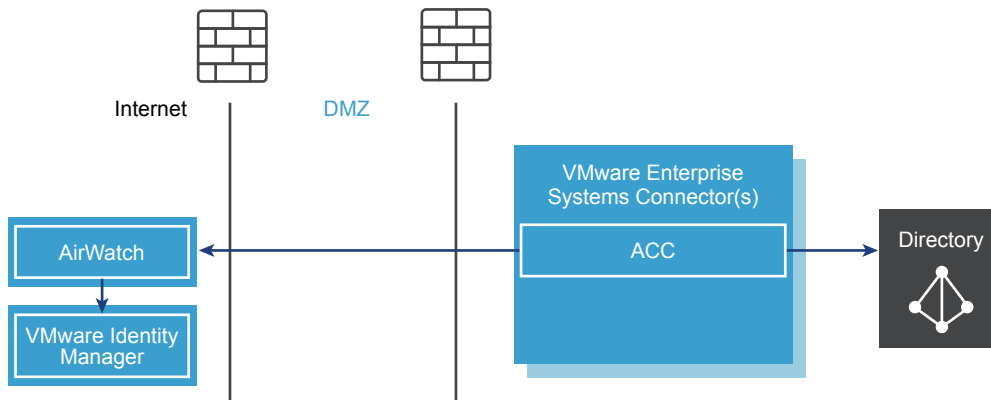 Internet
DMZ
VMware Enterprise
Systems Connector(s)
ACC
AirWatch
VMware Identity
Manager
Directory